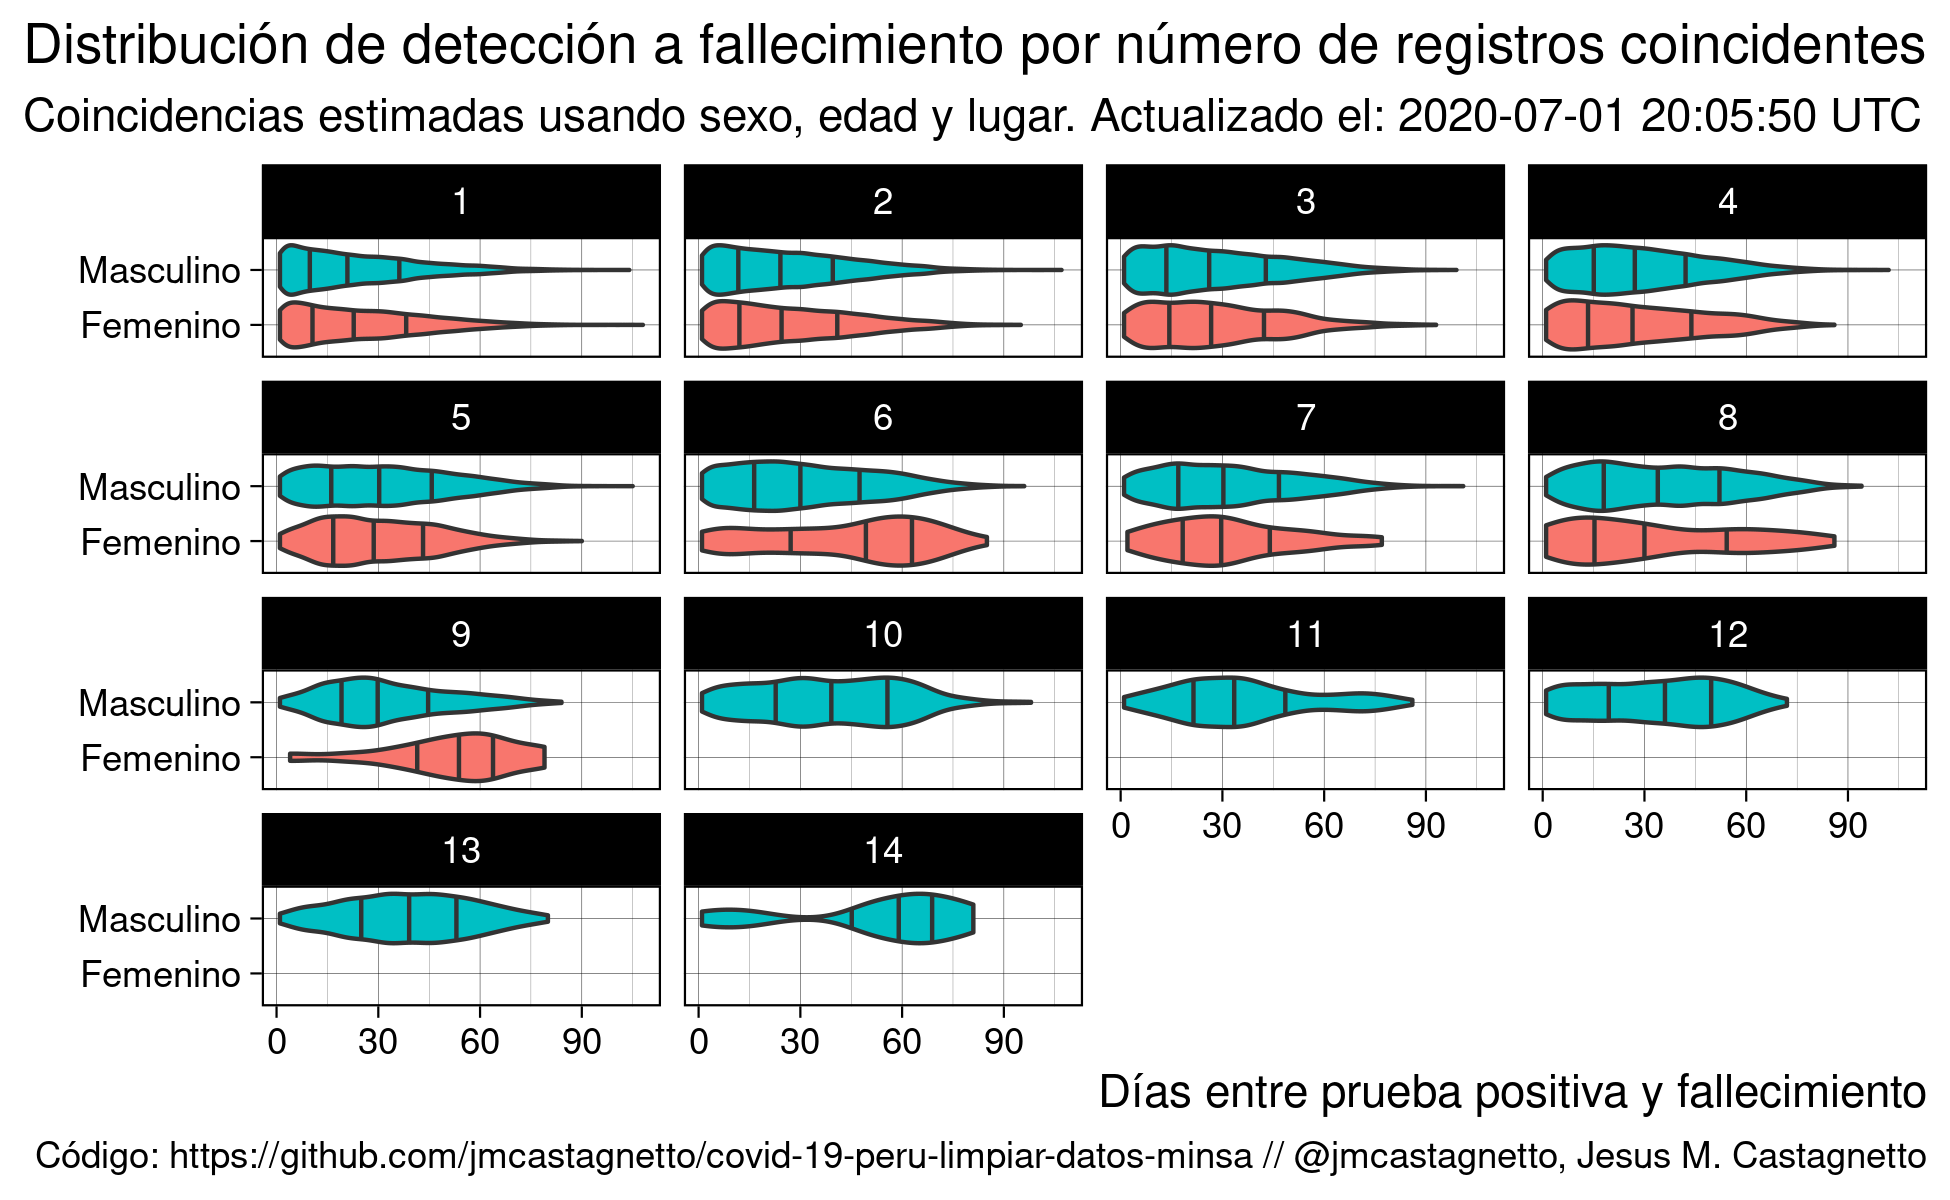 Distribución de detección a fallecimiento por número de registros coincidentes
Coincidencias estimadas usando sexo, edad y lugar. Actualizado el: 2020-07-01 20:05:50 UTC
1 2 3 4
Masculino
Femenino
5 6 7 8
Masculino
Femenino
9 10 11 12
Masculino
Femenino
0 30 60 90 0 30 60 90
13 14
Masculino
Femenino
0 30 60 90 0 30 60 90
Días entre prueba positiva y fallecimiento
Código: https://github.com/jmcastagnetto/covid-19-peru-limpiar-datos-minsa // @jmcastagnetto, Jesus M. Castagnetto